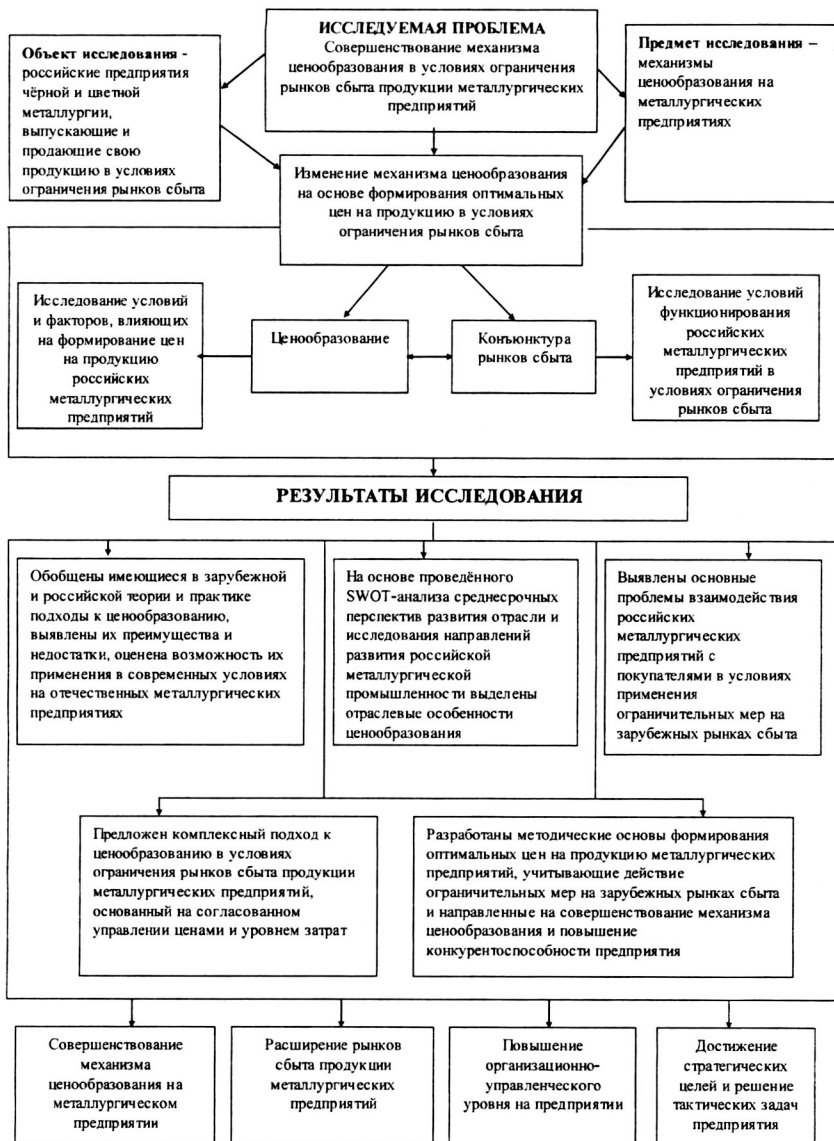 ИССЛЕДУЕМАЯ ПРОБЛЕМА
Совершенствование механизма
ценообразования в условиях ограничения
рынков сбыта продукции металлургических
предприятий
Объект исследования -
российские предприятия
чёрной и цветной
металлургии,
выпускающие и
продающие свою
продукцию в условиях
ограничения рынков сбыта
Предмет исследования –
механизмы
ценообразования на
металлургических
предприятиях
Изменение механизма ценообразования
на основе формирования оптимальных
цен на продукцию в условиях
ограничения рынков сбыта
Исследование условий
и факторов, влияющих
на формирование цен
на продукцию
российских
металлургических
предприятий
Ценообразование
Конъюнктура
рынков сбыта
Исследование условий
функционирования
российских
металлургических
предприятий в
условиях ограничения
рынков сбыта
РЕЗУЛЬТАТЫ ИССЛЕДОВАНИЯ
Обобщены имеющиеся в зарубежной
и российской теории и практике
подходы к ценообразованию,
выявлены их преимущества и
недостатки, оценена возможность их
применения в современных условиях
на отечественных металлургических
предприятиях
На основе проведённого
SWOT-анализа среднесрочных
перспектив развития отрасли и
исследования направлений
развития российской
металлургической
промышленности выделены
отраслевые особенности
ценообразования
Выявлены основные
проблемы взаимодействия
российских
металлургических
предприятий с
покупателями в условиях
применения
ограничительных мер на
зарубежных рынках сбыта
Предложен комплексный подход к
ценообразованию в условиях
ограничения рынков сбыта продукции
металлургических предприятий,
основанный на согласованном
управлении ценами и уровнем затрат
Разработаны методические основы формирования
оптимальных цен на продукцию металлургических
предприятий, учитывающие действие
ограничительных мер на зарубежных рынках сбыта
и направленные на совершенствование механизма
ценообразования и повышение
конкурентоспособности предприятия
Совершенствование
механизма
ценообразования на
металлургическом
предприятии
Расширение рынков
сбыта продукции
металлургических
предприятий
Повышение
организационно-
управленческого
уровня на предприятии
Достижение
стратегических
целей и решение
тактических задач
предприятия